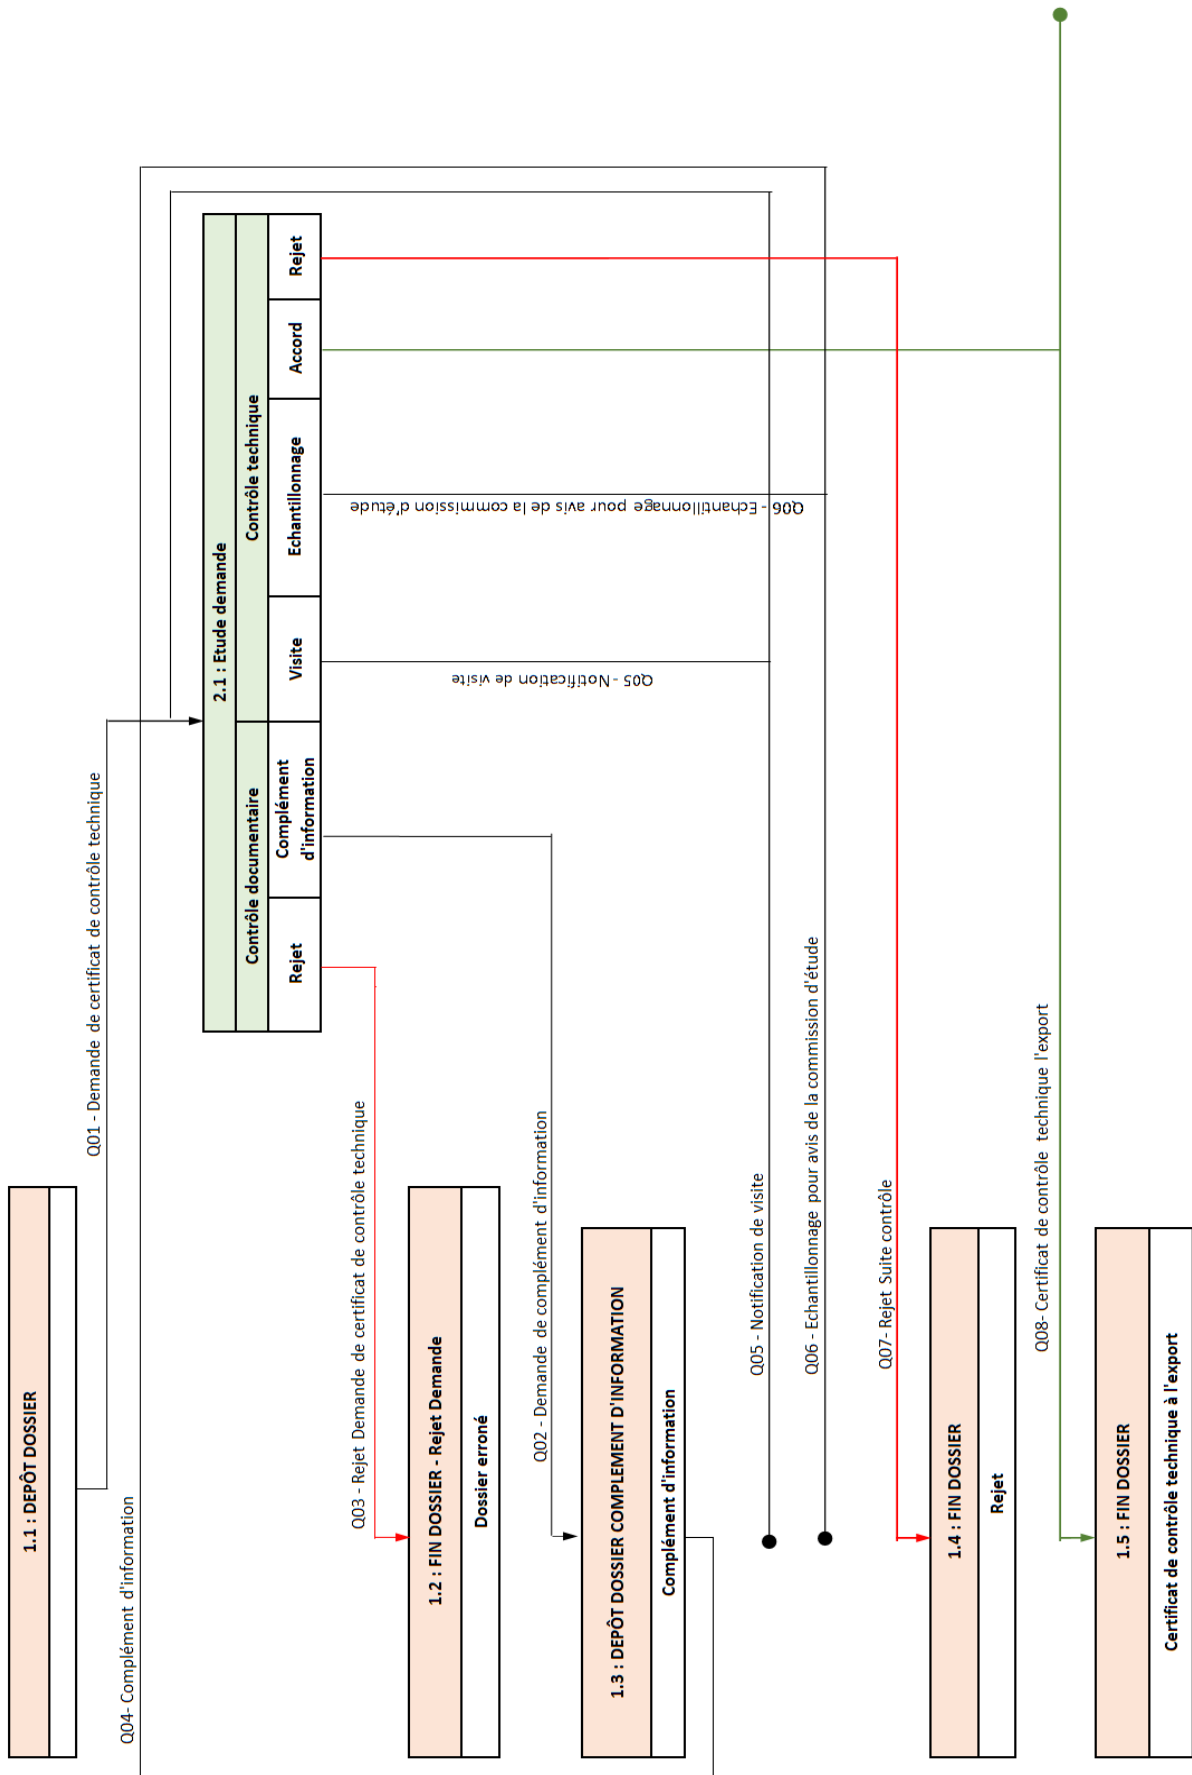 1.1 : DEPÔT DOSSIER
Q01 - Demande de certificat de contrôle technique
Q04- Complément d'information
2.1 : Etude demande
Contrôle documentaire
Contrôle technique
Rejet
Complément
d'information
Visite
Echantillonnage
Accord
Rejet
Q03 - Rejet Demande de certificat de contrôle technique
1.2 : FIN DOSSIER - Rejet Demande
Dossier erroné
Q02 - Demande de complément d'information
1.3 : DEPÔT DOSSIER COMPLEMENT D'INFORMATION
Complément d'information
Q05 - Notification de visite
Q06 - Echantillonnage pour avis de la commission d'étude
Q05 - Notification de visite
Q06 - Echantillonnage pour avis de la commission d'étude
Q07- Rejet Suite contrôle
1.4 : FIN DOSSIER
Rejet
Q08- Certificat de contrôle technique l'export
1.5 : FIN DOSSIER
Certificat de contrôle technique à l'export